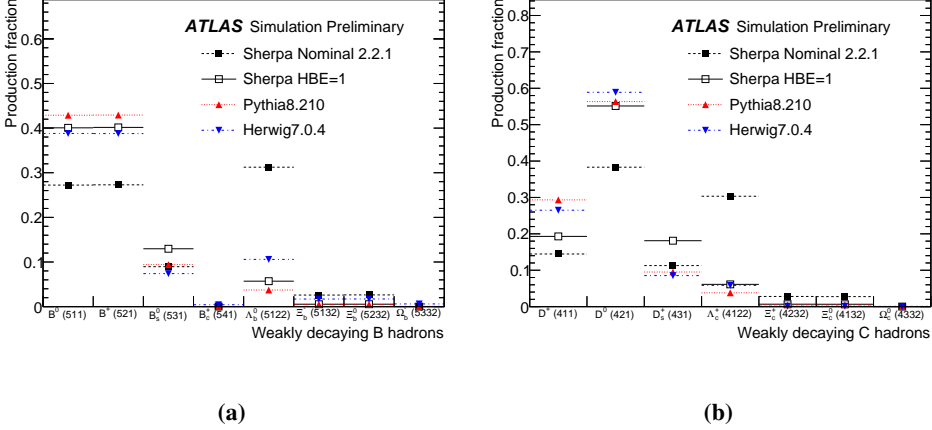 Production fraction
0.6
0.5
0.4
0.3
0.2
0.1
0
ATLAS Simulation Preliminary
Sherpa Nominal 2.2.1
Sherpa HBE=1
Pythia8.210
Herwig7.0.4
B⁰ (511) B⁺ (521) B⁰ₛ (531) B⁺c (541) Λ⁰b (5122) Ξ⁻b (5132) Ξ⁰b (5232) Ω⁻b (5332)
Weakly decaying B hadrons
(a)
Production fraction
0.8
0.7
0.6
0.5
0.4
0.3
0.2
0.1
0
ATLAS Simulation Preliminary
Sherpa Nominal 2.2.1
Sherpa HBE=1
Pythia8.210
Herwig7.0.4
D⁺ (411) D⁰ (421) D⁺ₛ (431) Λ⁺c (4122) Ξ⁺c (4232) Ξ⁰c (4132) Ω⁰c (4332)
Weakly decaying C hadrons
(b)